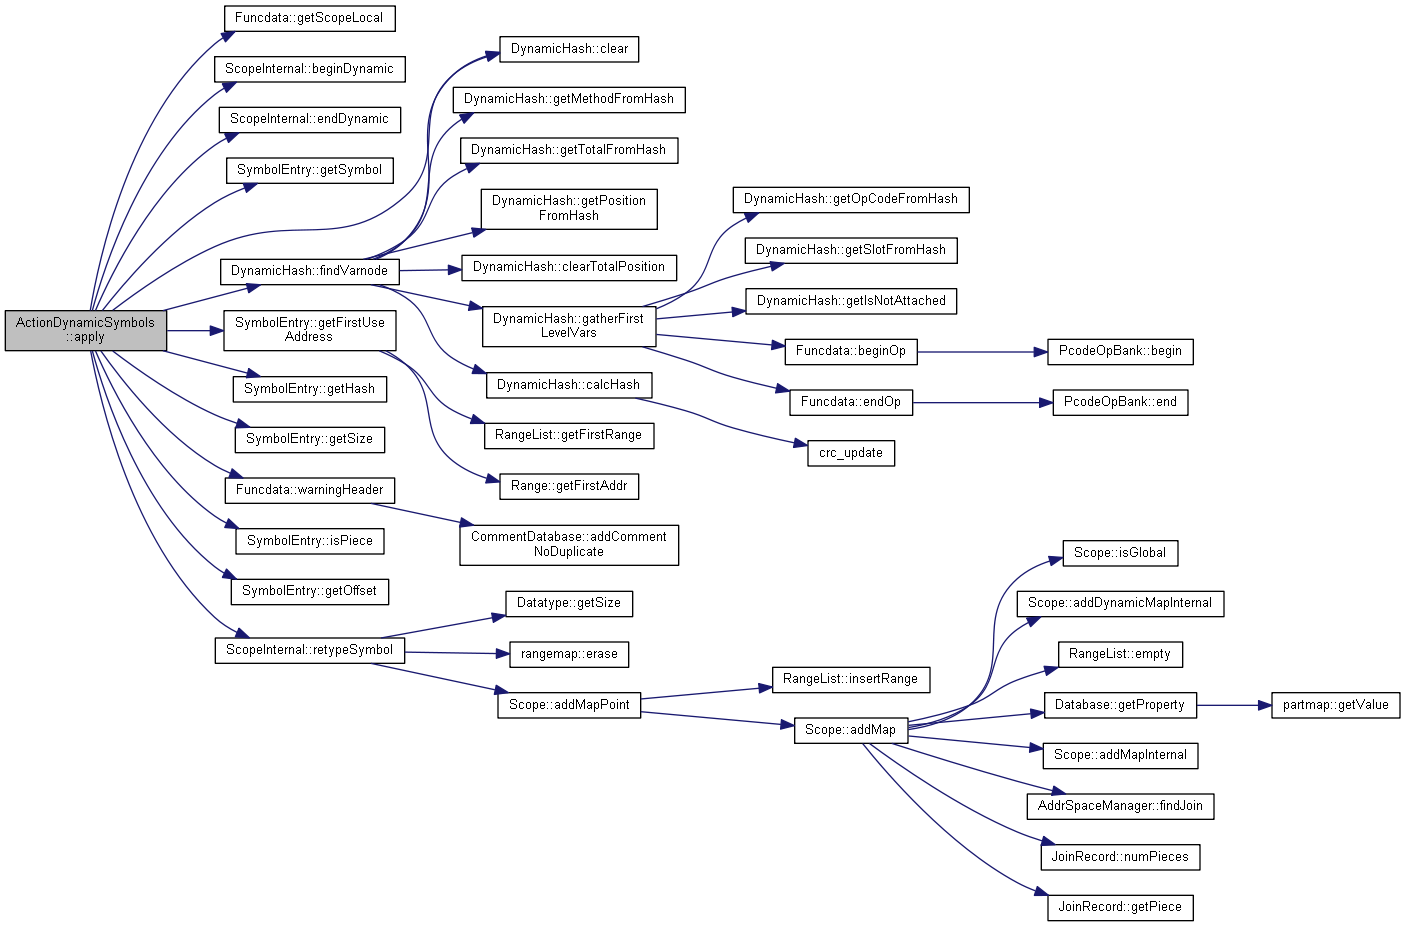 ActionDynamicSymbols
::apply
Funcdata::getScopeLocal
ScopeInternal::beginDynamic
ScopeInternal::endDynamic
SymbolEntry::getSymbol
DynamicHash::findVarnode
SymbolEntry::getFirstUse
Address
SymbolEntry::getHash
SymbolEntry::getSize
Funcdata::warningHeader
SymbolEntry::isPiece
SymbolEntry::getOffset
ScopeInternal::retypeSymbol
DynamicHash::clear
DynamicHash::getMethodFromHash
DynamicHash::getTotalFromHash
DynamicHash::getPosition
FromHash
DynamicHash::clearTotalPosition
DynamicHash::gatherFirst
LevelVars
DynamicHash::calcHash
RangeList::getFirstRange
Range::getFirstAddr
CommentDatabase::addComment
NoDuplicate
Datatype::getSize
rangemap::erase
Scope::addMapPoint
DynamicHash::getOpCodeFromHash
DynamicHash::getSlotFromHash
DynamicHash::getIsNotAttached
Funcdata::beginOp
Funcdata::endOp
crc_update
RangeList::insertRange
Scope::addMap
PcodeOpBank::begin
PcodeOpBank::end
Scope::isGlobal
Scope::addDynamicMapInternal
RangeList::empty
Database::getProperty
Scope::addMapInternal
AddrSpaceManager::findJoin
JoinRecord::numPieces
JoinRecord::getPiece
partmap::getValue